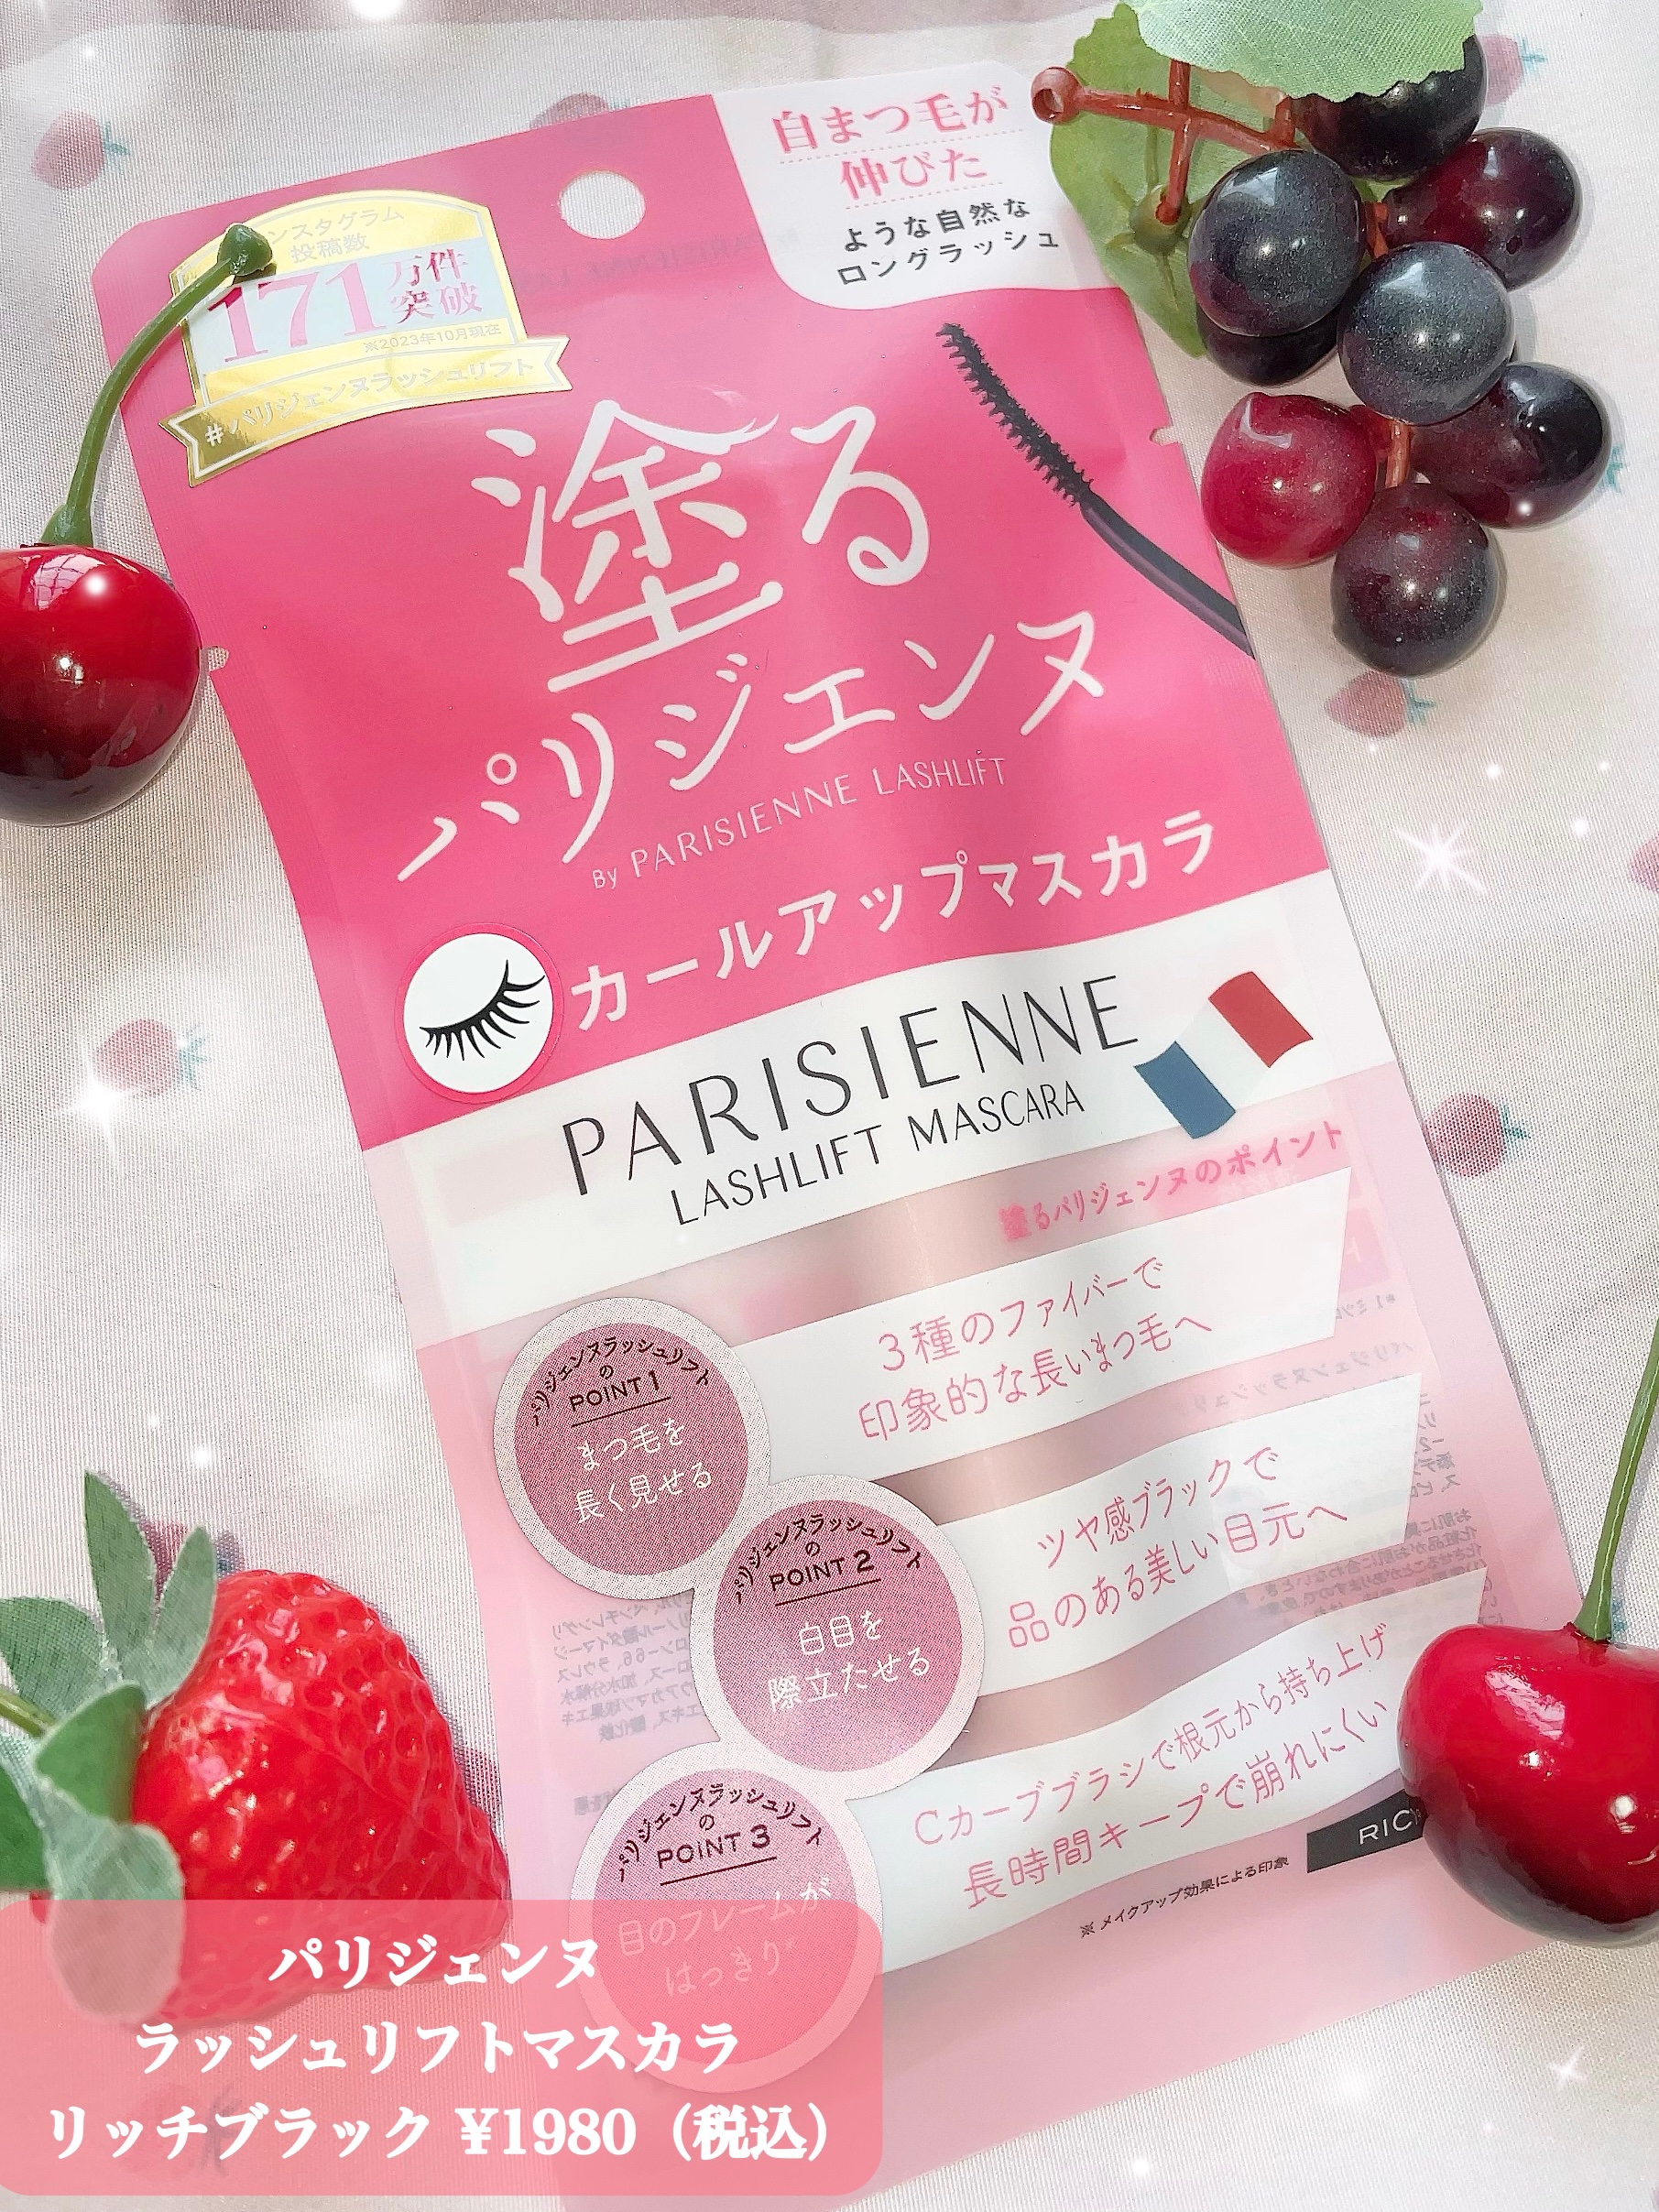 自まつ毛が
伸びた
ような自然な
ロングラッシュ
インスタグラム
投稿数
171万件
突破
※2023年10月現在
#パリジェンヌラッシュリフト
塗る
パリジェンヌ
By PARISIENNE LASHLIFT
カールアップマスカラ
PARISIENNE
LASHLIFT MASCARA
塗るパリジェンヌのポイント
パリジェンヌラッシュリフト
の
POINT 1
まつ毛を
長く見せる
3種のファイバーで
印象的な長いまつ毛へ
パリジェンヌラッシュリフト
の
POINT 2
白目を
際立たせる
ツヤ感ブラックで
品のある美しい目元へ
パリジェンヌラッシュリフト
の
POINT 3
目のフレームが
はっきり※
Cカーブブラシで根元から持ち上げ
長時間キープで崩れにくい
※ メイクアップ効果による印象
RIC
パリジェンヌ
ラッシュリフトマスカラ
リッチブラック ¥1980（税込）